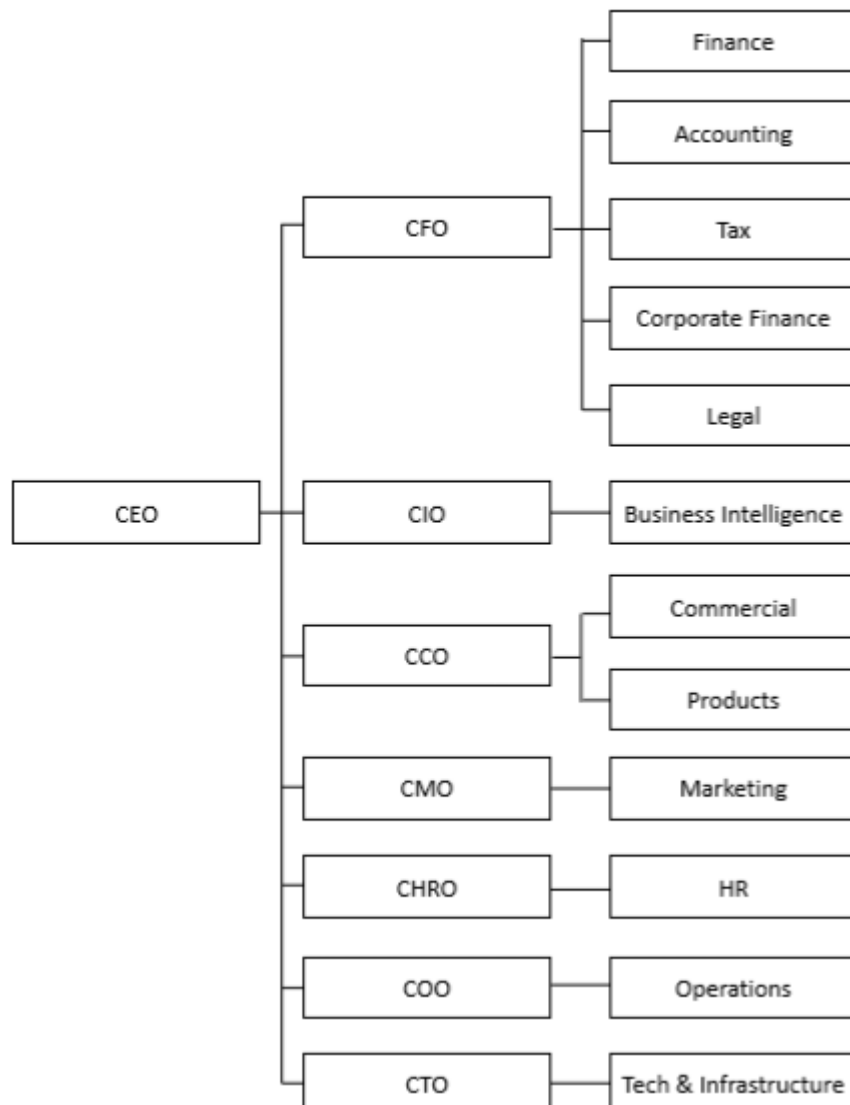 Finance
Accounting
CFO
Tax
Corporate Finance
Legal
CEO
CIO
Business Intelligence
Commercial
CCO
Products
CMO
Marketing
CHRO
HR
COO
Operations
CTO
Tech & Infrastructure